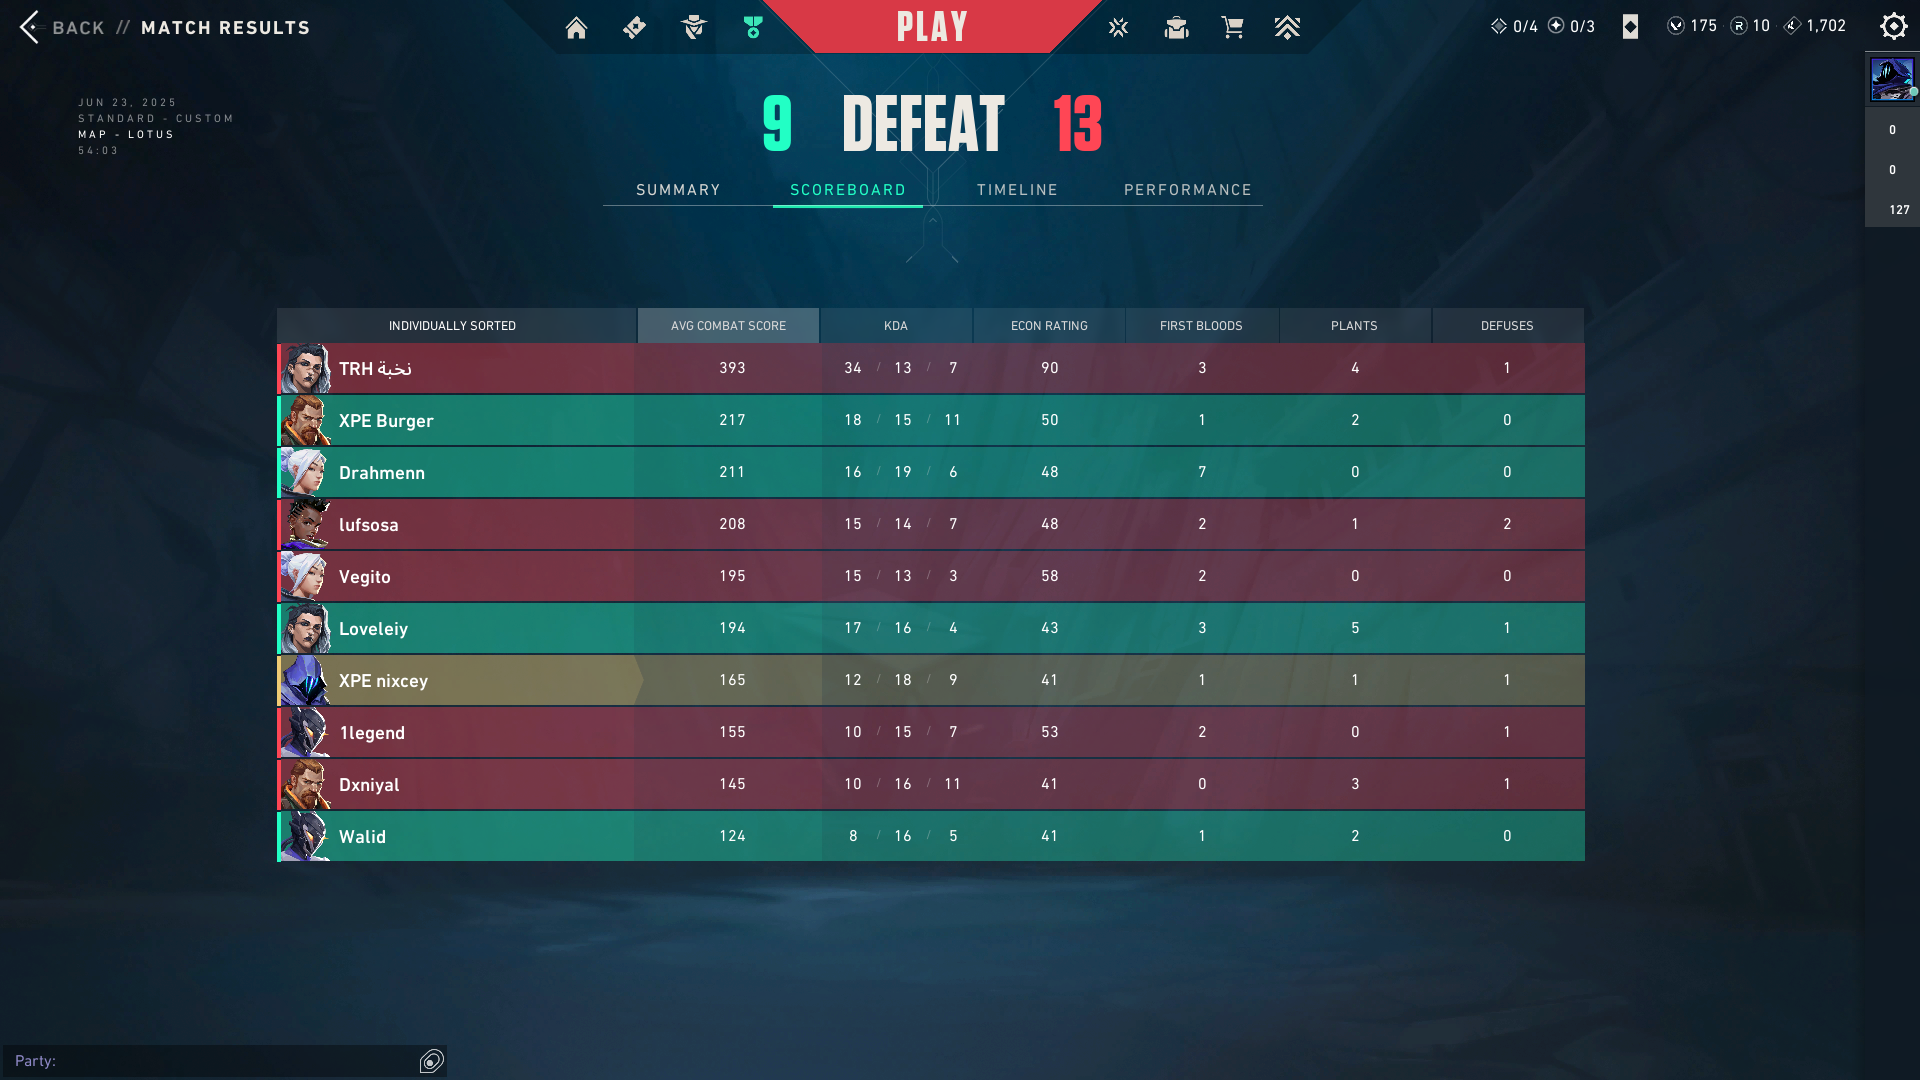 BACK // MATCH RESULTS
PLAY
0/4 0/3 175 R 10 1,702
JUN 23, 2025
STANDARD - CUSTOM
MAP - LOTUS
54:03
9 DEFEAT 13
0
0
127
SUMMARY SCOREBOARD TIMELINE PERFORMANCE
INDIVIDUALLY SORTED AVG COMBAT SCORE KDA ECON RATING FIRST BLOODS PLANTS DEFUSES
TRH نخبة 393 34 / 13 / 7 90 3 4 1
XPE Burger 217 18 / 15 / 11 50 1 2 0
Drahmenn 211 16 / 19 / 6 48 7 0 0
lufsosa 208 15 / 14 / 7 48 2 1 2
Vegito 195 15 / 13 / 3 58 2 0 0
Loveleiy 194 17 / 16 / 4 43 3 5 1
XPE nixcey 165 12 / 18 / 9 41 1 1 1
1legend 155 10 / 15 / 7 53 2 0 1
Dxniyal 145 10 / 16 / 11 41 0 3 1
Walid 124 8 / 16 / 5 41 1 2 0
Party: